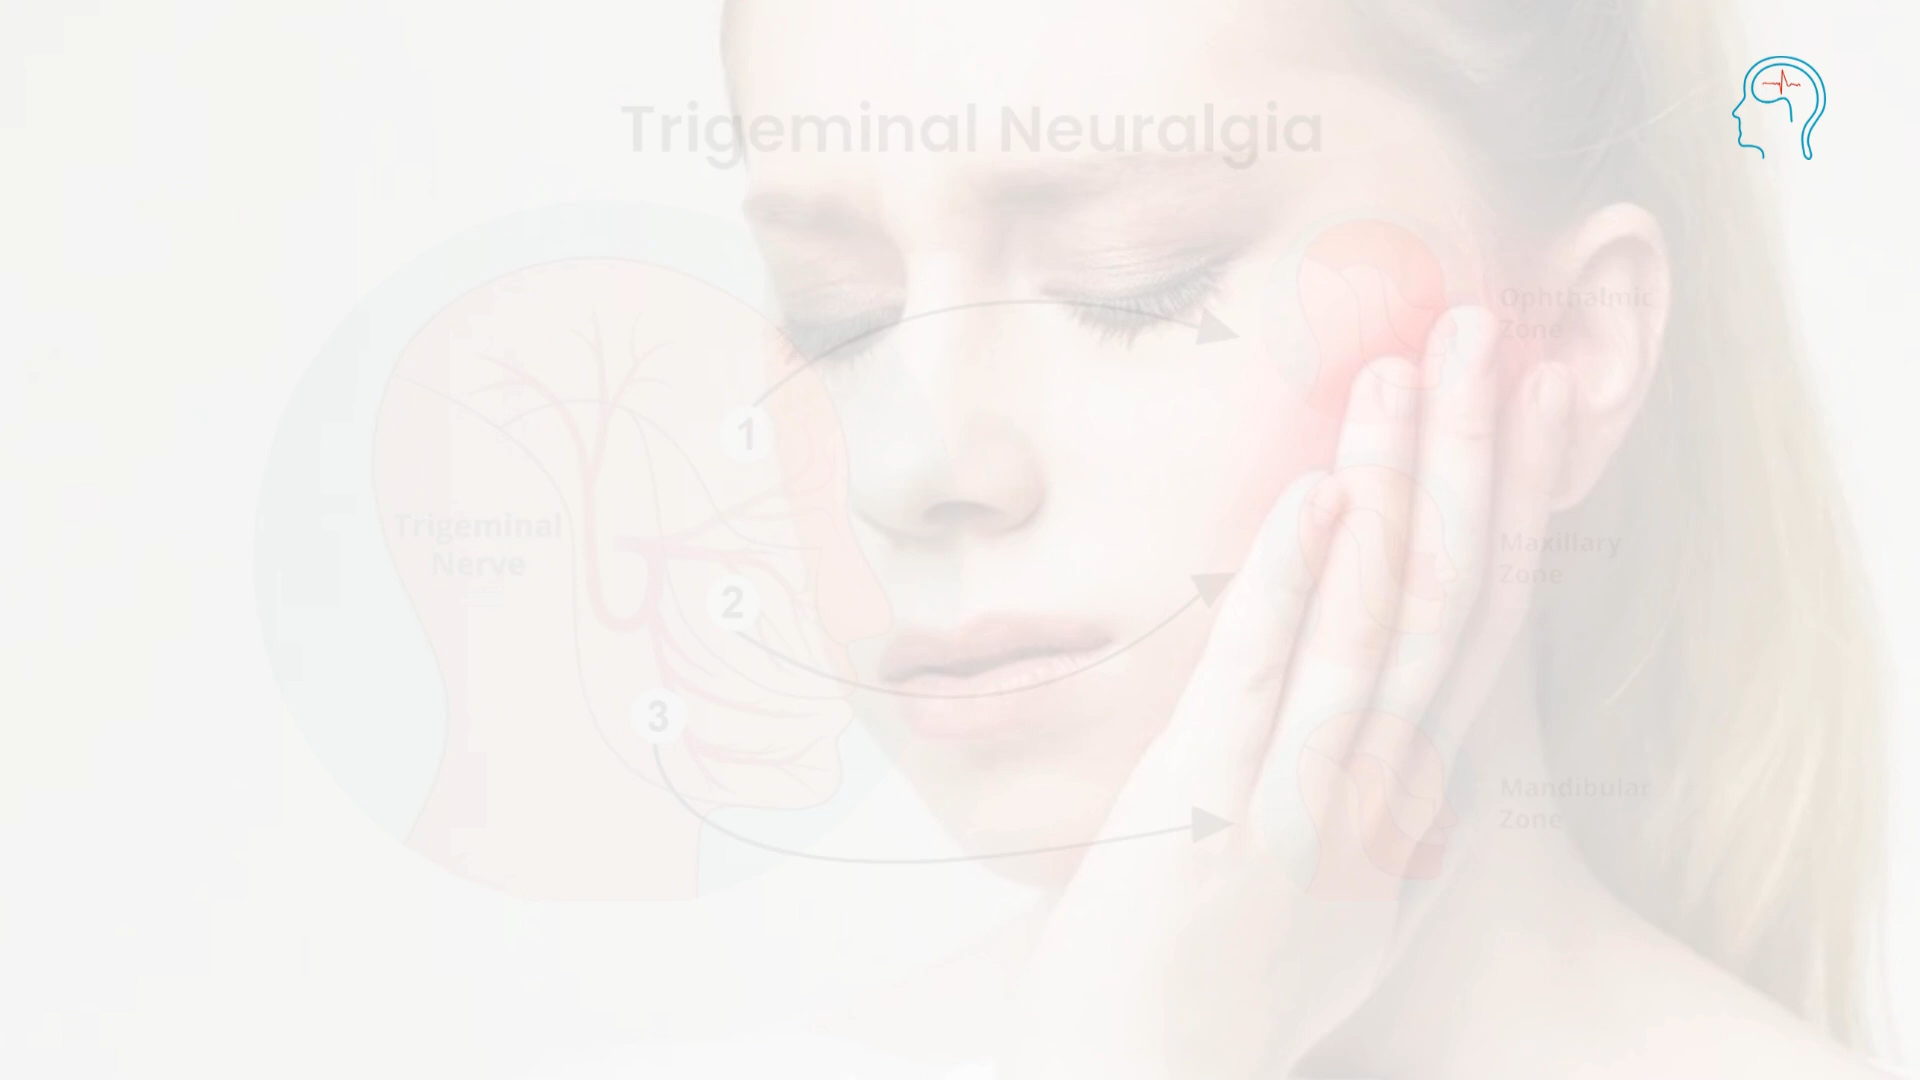 Trigeminal Neuralgia
Ophthalmic
Zone
1
Trigeminal
Nerve
Maxillary
Zone
2
3
Mandibular
Zone